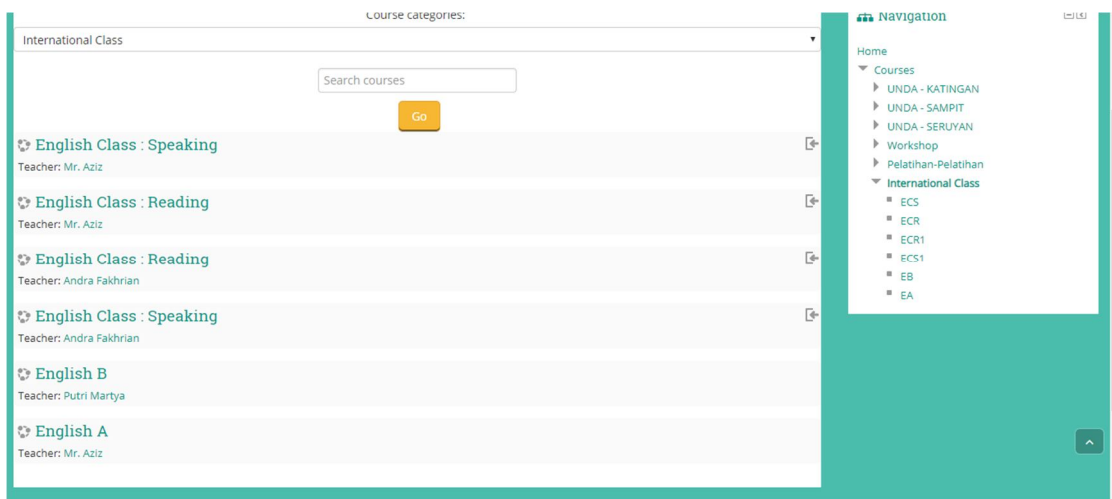 Course categories:
International Class
Search courses
Go
English Class : Speaking
Teacher: Mr. Aziz
English Class : Reading
Teacher: Mr. Aziz
English Class : Reading
Teacher: Andra Fakhrian
English Class : Speaking
Teacher: Andra Fakhrian
English B
Teacher: Putri Martya
English A
Teacher: Mr. Aziz
Navigation
Home
Courses
UNDA - KATINGAN
UNDA - SAMPIT
UNDA - SERUYAN
Workshop
Pelatihan-Pelatihan
International Class
ECS
ECR
ECR1
ECS1
EB
EA